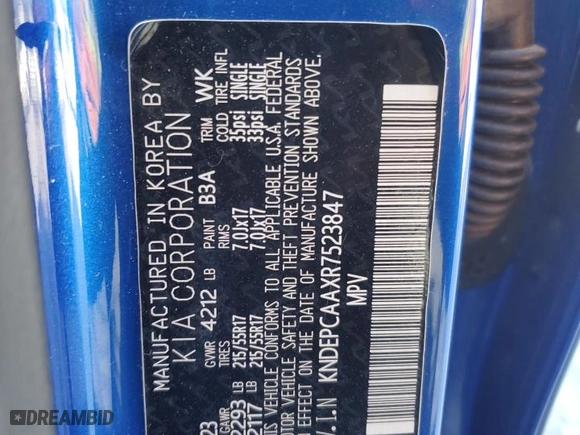 MANUFACTURED IN KOREA BY
KIA CORPORATION
GVWR 4212 LB PAINT B3A TRIM WK
23 TIRES RIMS COLD TIRE INFL
GAWR
2293 LB 215/55R17 7.0Jx17 35psi SINGLE
2117 LB 215/55R17 7.0Jx17 33psi SINGLE
VEHICLE CONFORMS TO ALL APPLICABLE U.S.A. FEDERAL
MOTOR VEHICLE SAFETY AND THEFT PREVENTION STANDARDS
IN EFFECT ON THE DATE OF MANUFACTURE SHOWN ABOVE.
V.I.N KNDEPCAAXR7523847
MPV
DREAMBID